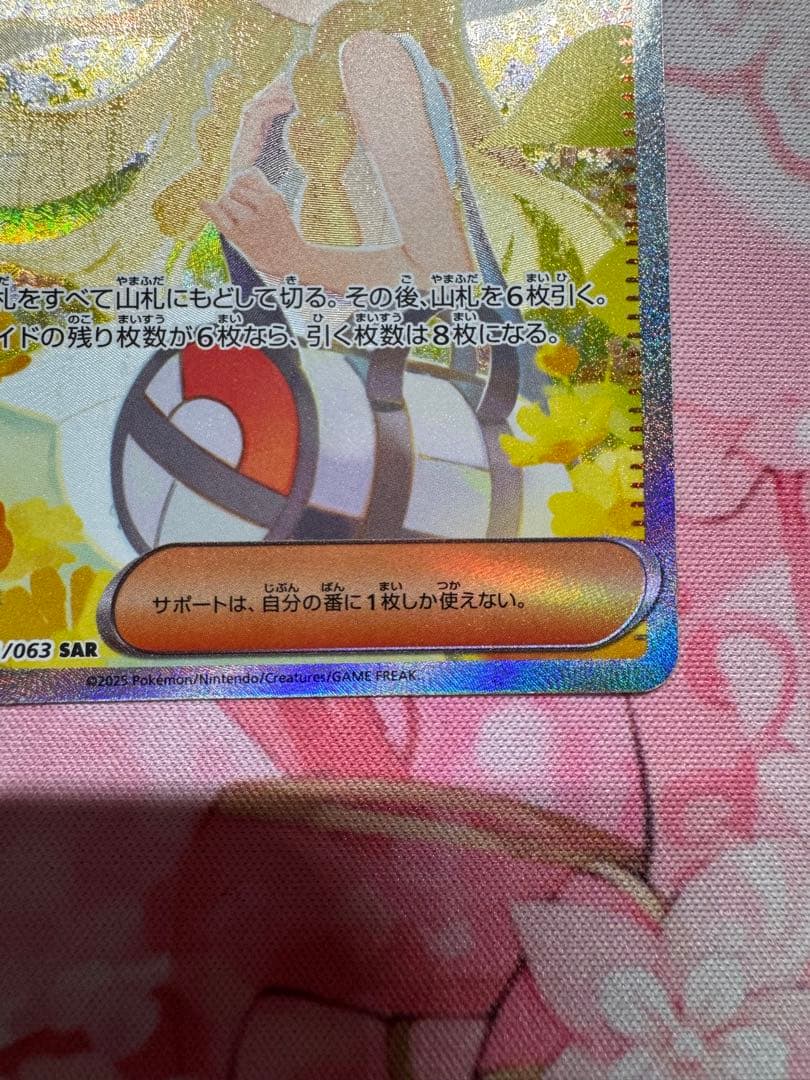 札をすべて山札にもどして切る。その後、山札を6枚引く。
イドの残り枚数が6枚なら、引く枚数は8枚になる。
サポートは、自分の番に1枚しか使えない。
/063 SAR
©2025 Pokémon/Nintendo/Creatures/GAME FREAK.